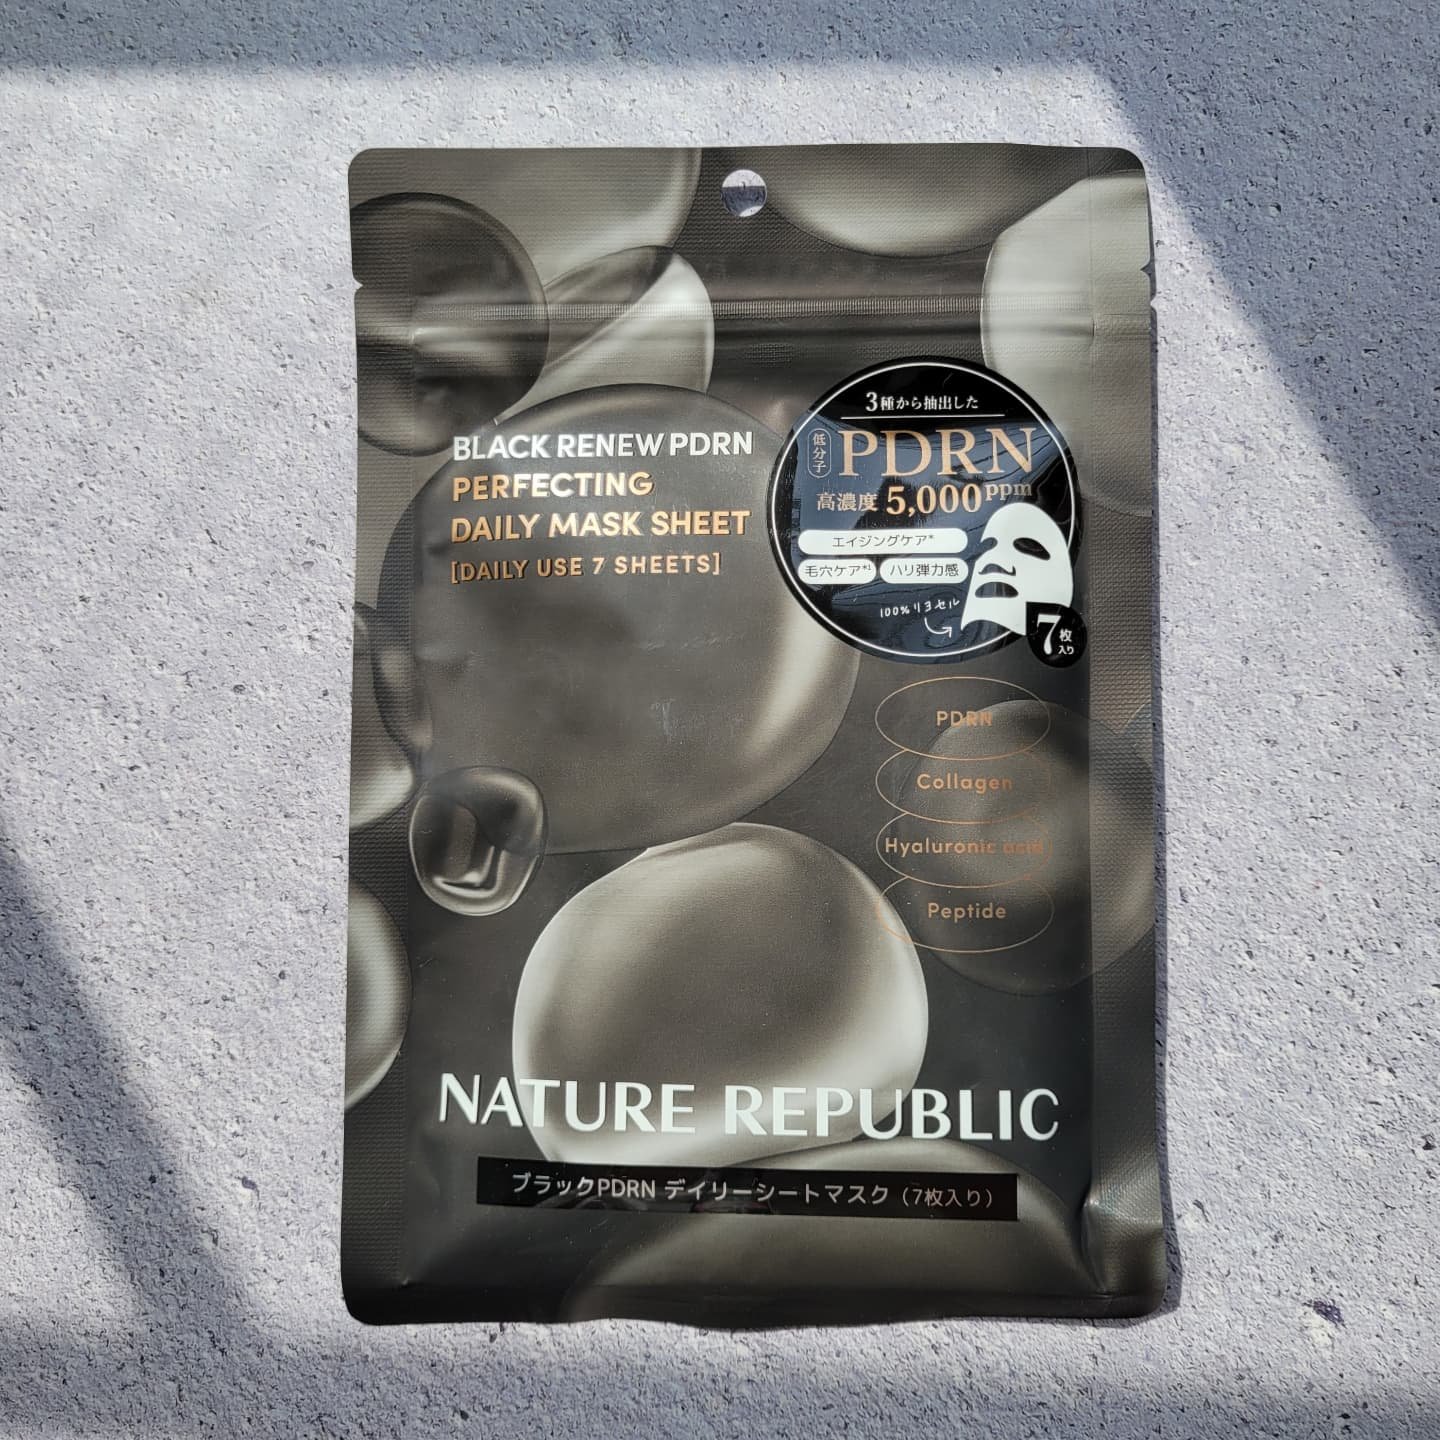 BLACK RENEW PDRN
PERFECTING
DAILY MASK SHEET
[DAILY USE 7 SHEETS]
3種から抽出した
低分子 PDRN
高濃度 5,000ppm
エイジングケア*
毛穴ケア*1 ハリ弾力感
100%リヨセル
7枚入り
PDRN
Collagen
Hyaluronic acid
Peptide
NATURE REPUBLIC
ブラックPDRN デイリーシートマスク（7枚入り）